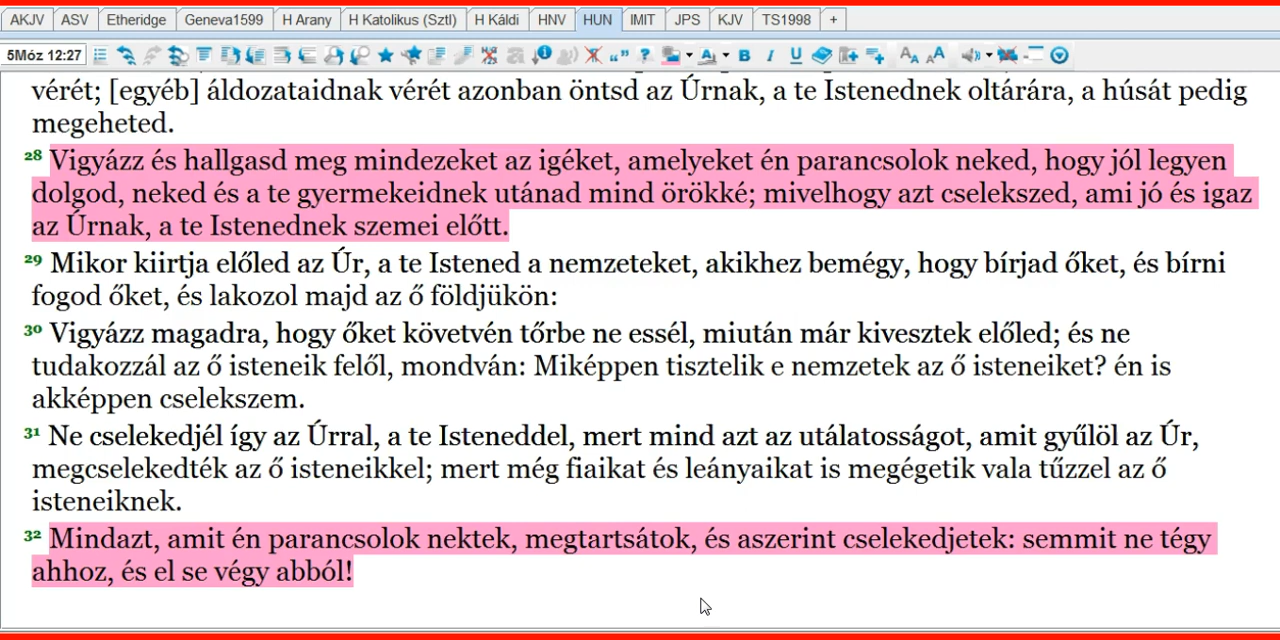 AKJV ASV Etheridge Geneva1599 H Arany H Katolikus (Sztl) H Káldi HNV HUN IMIT JPS KJV TS1998 +
5Móz 12:27
vérét; [egyéb] áldozataidnak vérét azonban öntsd az Úrnak, a te Istenednek oltárára, a húsát pedig
megeheted.
28 Vigyázz és hallgasd meg mindezeket az igéket, amelyeket én parancsolok neked, hogy jól legyen
dolgod, neked és a te gyermekeidnek utánad mind örökké; mivelhogy azt cselekszed, ami jó és igaz
az Úrnak, a te Istenednek szemei előtt.
29 Mikor kiirtja előled az Úr, a te Istened a nemzeteket, akikhez bemégy, hogy bírjad őket, és bírni
fogod őket, és lakozol majd az ő földjükön:
30 Vigyázz magadra, hogy őket követvén tőrbe ne essél, miután már kivesztek előled; és ne
tudakozzál az ő isteneik felől, mondván: Miképpen tisztelik e nemzetek az ő isteneiket? én is
akképpen cselekszem.
31 Ne cselekedjél így az Úrral, a te Isteneddel, mert mind azt az utálatosságot, amit gyűlöl az Úr,
megcselekedték az ő isteneikkel; mert még fiaikat és leányaikat is megégetik vala tűzzel az ő
isteneiknek.
32 Mindazt, amit én parancsolok nektek, megtartsátok, és aszerint cselekedjetek: semmit ne tégy
ahhoz, és el se végy abból!